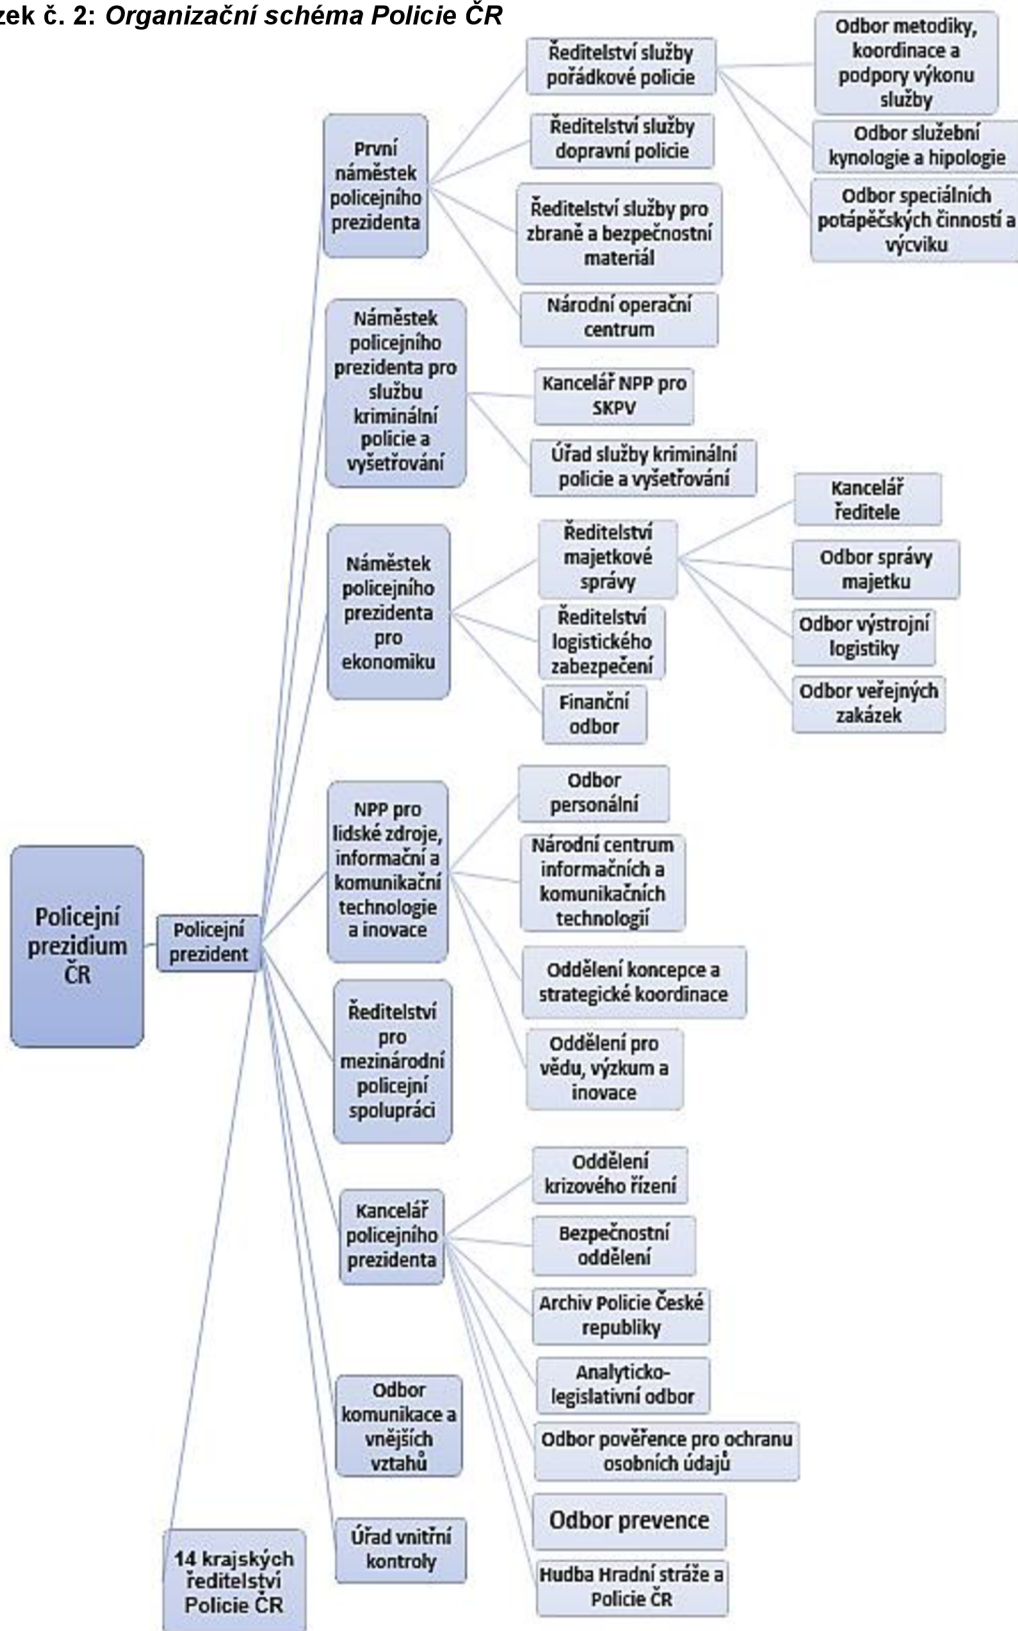 zek č. 2: Organizační schéma Policie ČR
Policejní
prezidium
ČR
Policejní
prezident
První
náměstek
policejního
prezidenta
Ředitelství služby
pořádkové policie
Odbor metodiky,
koordinace a
podpory výkonu
služby
Odbor služební
kynologie a hipologie
Odbor speciálních
potápěčských činností a
výcviku
Ředitelství služby
dopravní policie
Ředitelství služby pro
zbraně a bezpečnostní
materiál
Národní operační
centrum
Náměstek
policejního
prezidenta pro
službu
kriminální
policie a
vyšetřování
Kancelář NPP pro
SKPV
Úřad služby kriminální
policie a vyšetřování
Náměstek
policejního
prezidenta
pro
ekonomiku
Ředitelství
majetkové
správy
Kancelář
ředitele
Odbor správy
majetku
Odbor výstrojní
logistiky
Odbor veřejných
zakázek
Ředitelství
logistického
zabezpečení
Finanční
odbor
NPP pro
lidské zdroje,
informační a
komunikační
technologie
a inovace
Odbor
personální
Národní centrum
informačních a
komunikačních
technologií
Oddělení koncepce a
strategické koordinace
Oddělení pro
vědu, výzkum a
inovace
Ředitelství
pro
mezinárodní
policejní
spolupráci
Kancelář
policejního
prezidenta
Oddělení
krizového řízení
Bezpečnostní
oddělení
Archiv Policie České
republiky
Analyticko-
legislativní odbor
Odbor pověřence pro ochranu
osobních údajů
Odbor prevence
Hudba Hradní stráže a
Policie ČR
Odbor
komunikace a
vnějších
vztahů
Úřad vnitřní
kontroly
14 krajských
ředitelství
Policie ČR